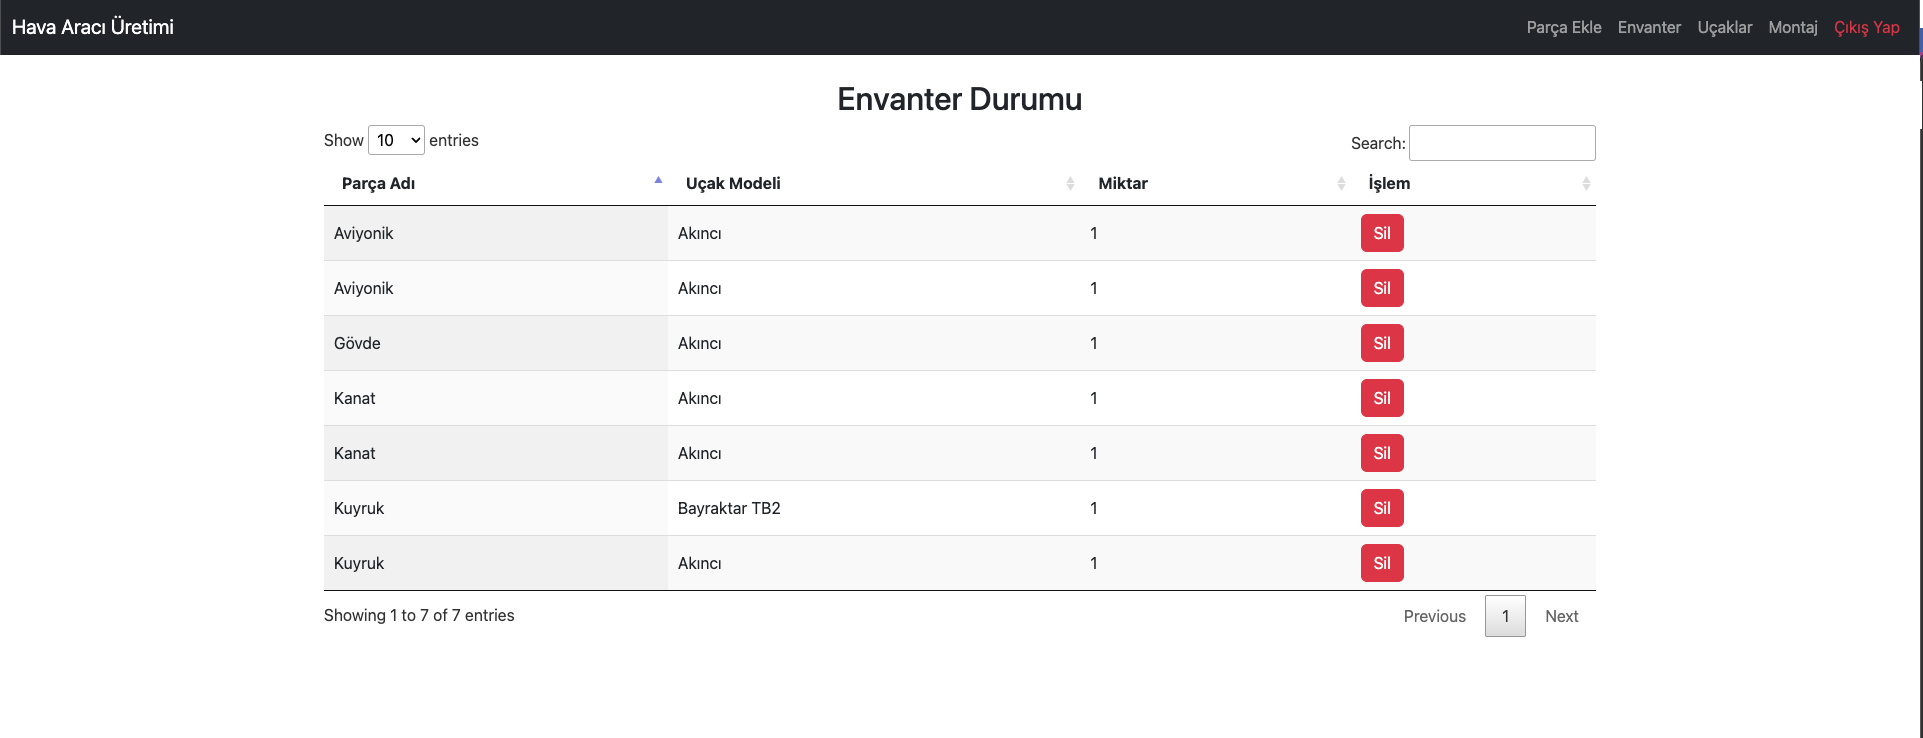 Hava Aracı Üretimi Parça Ekle Envanter Uçaklar Montaj Çıkış Yap
Envanter Durumu
Show 10 entries Search:
Parça Adı Uçak Modeli Miktar İşlem
Aviyonik Akıncı 1 Sil
Aviyonik Akıncı 1 Sil
Gövde Akıncı 1 Sil
Kanat Akıncı 1 Sil
Kanat Akıncı 1 Sil
Kuyruk Bayraktar TB2 1 Sil
Kuyruk Akıncı 1 Sil
Showing 1 to 7 of 7 entries Previous 1 Next